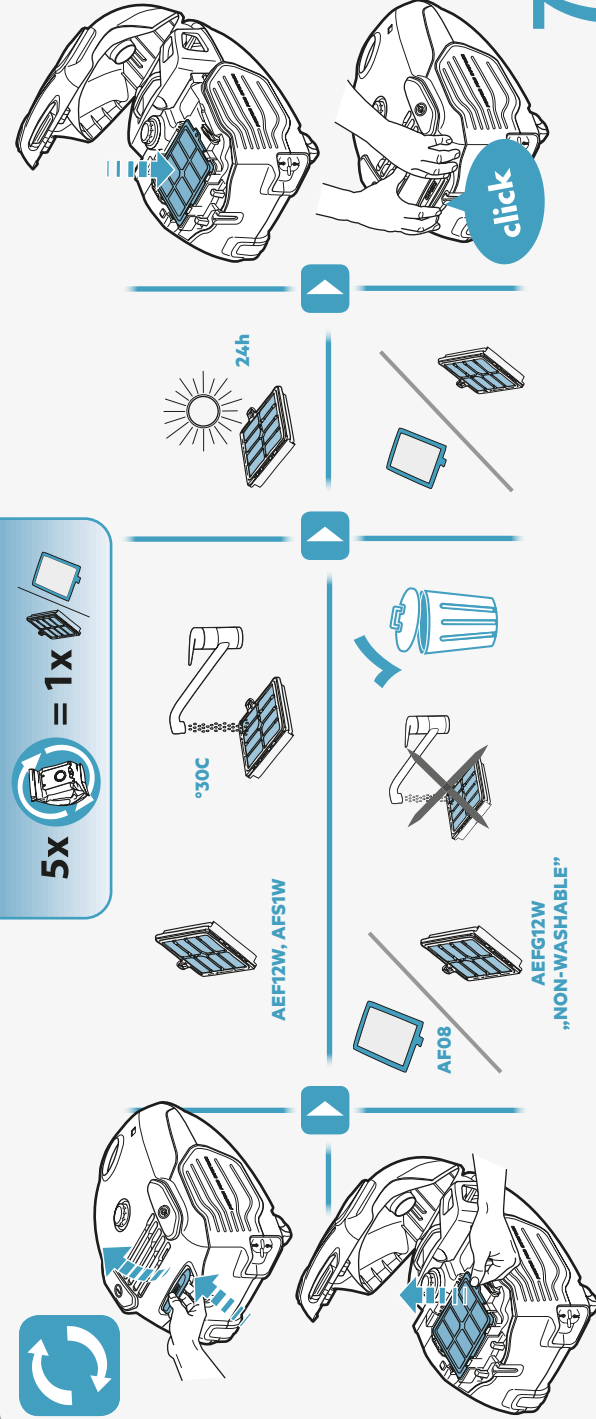 5x = 1x
AEF12W, AFS1W
°30C
24h
AF08
AEFG12W
„NON-WASHABLE”
click